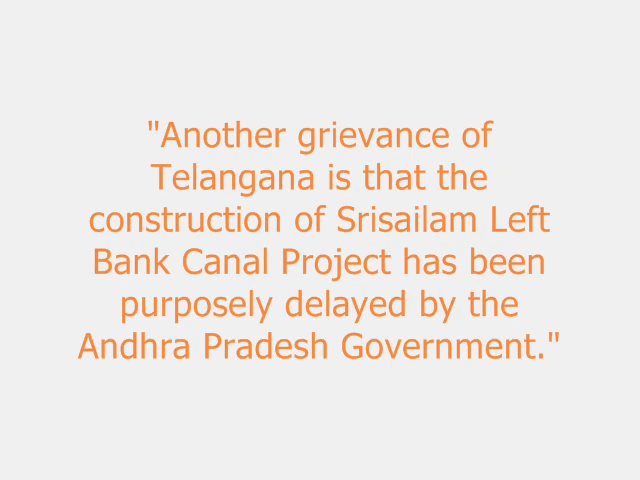 "Another grievance of
Telangana is that the
construction of Srisailam Left
Bank Canal Project has been
purposely delayed by the
Andhra Pradesh Government."